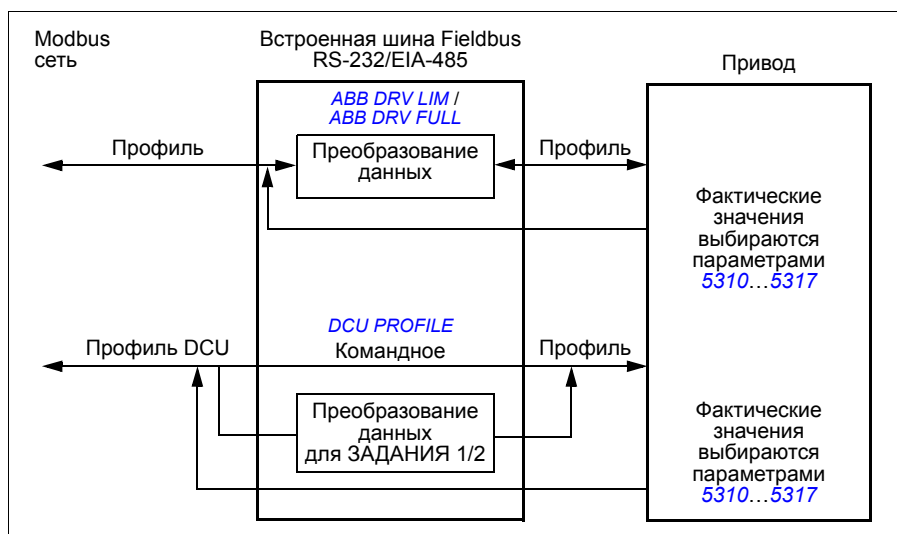 Modbus
сеть
Встроенная шина Fieldbus
RS-232/EIA-485
Привод
ABB DRV LIM /
ABB DRV FULL
Профиль
Преобразование
данных
Профиль
Фактические
значения
выбираются
параметрами
5310…5317
DCU PROFILE
Профиль DCU
Командное
Профиль
Преобразование
данных
для ЗАДАНИЯ 1/2
Фактические
значения
выбираются
параметрами
5310…5317